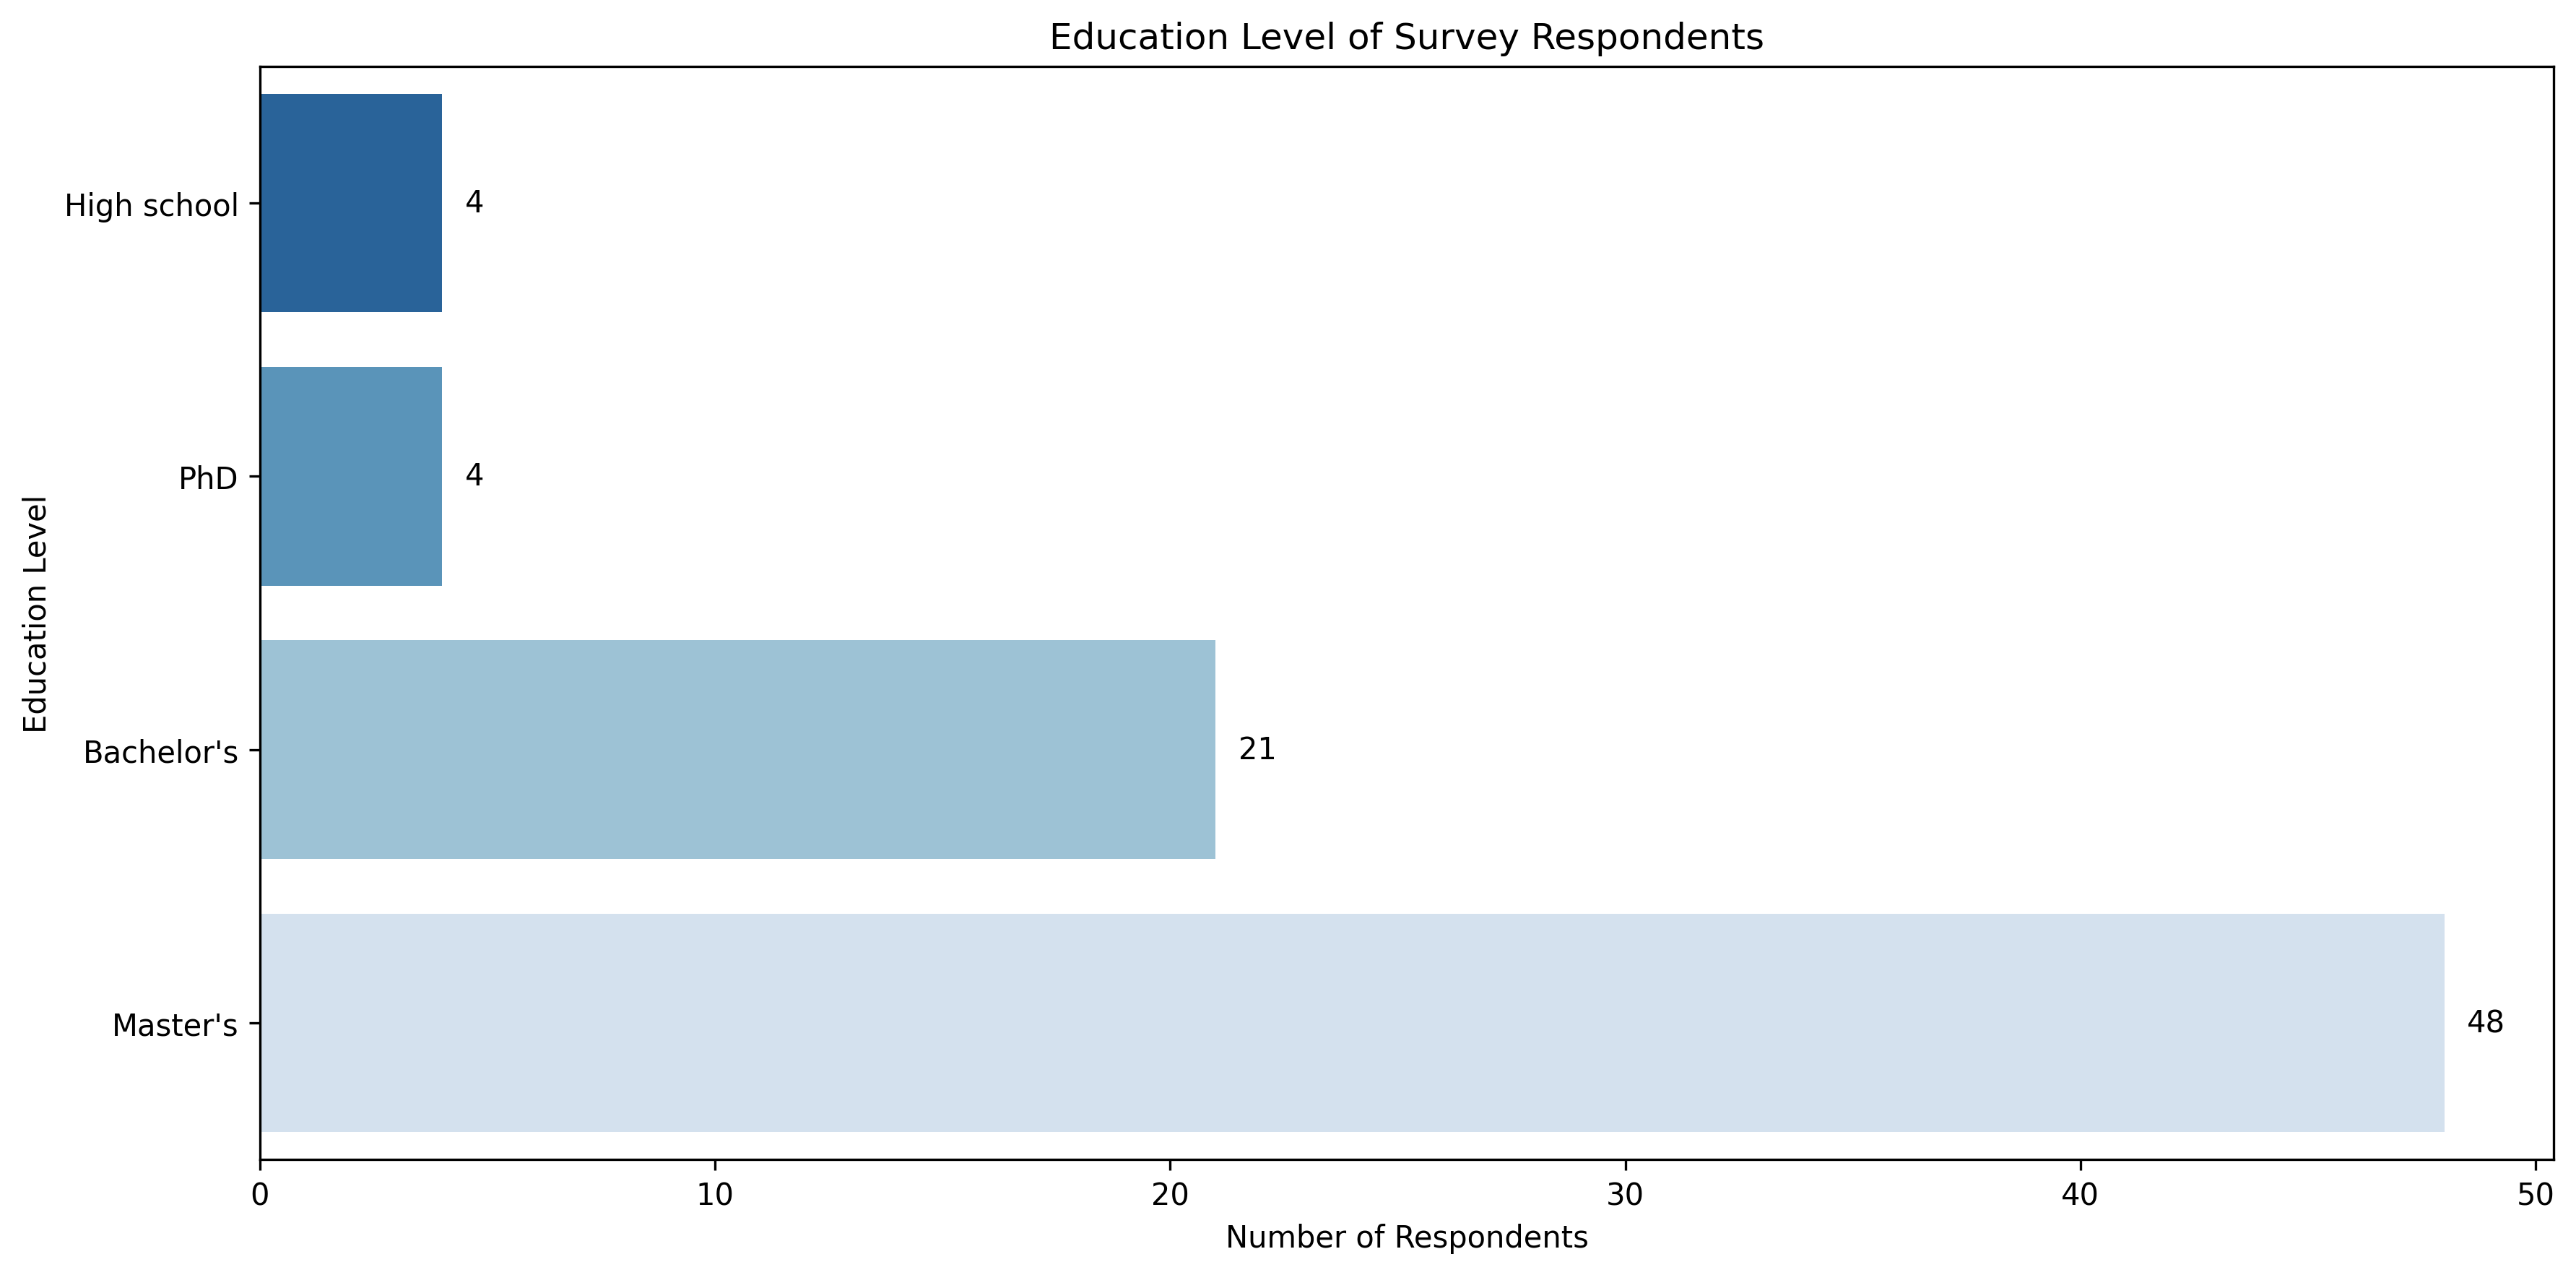 Education Level of Survey Respondents
High school
4
PhD
4
Bachelor's
21
Master's
48
Education Level
0 10 20 30 40 50
Number of Respondents